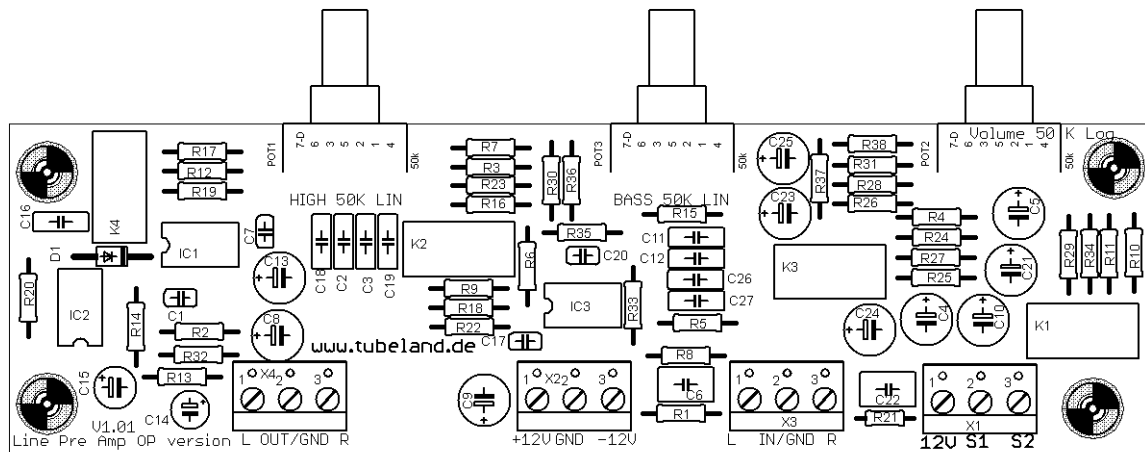 Volume 50 K Log
7-D 6 3 5 2 1 4
POT1
50k
7-D 6 3 5 2 1 4
POT3
50k
7-D 6 3 5 2 1 4
POT2
50k
R17
R12
R19
R7
R3
R23
R16
R30
R36
C25
C23
R37
R38
R31
R28
R26
C16
K4
D1
IC1
C7
HIGH 50K LIN
C18
C2
C3
C19
K2
R6
R35
C20
BASS 50K LIN
R15
C11
C12
C26
C27
R5
K3
R4
R24
R27
R25
C5
C21
R29
R34
R11
R10
R20
IC2
R14
C1
R2
R32
R13
C13
C8
R9
R18
R22
C17
IC3
R33
R8
C6
R1
C24
C4
C10
K1
www.tubeland.de
C15
C14
X4
1 2 3
C9
X2
1 2 3
1 2 3
X3
C22
R21
1 2 3
X1
V1.01
Line Pre Amp OP version
L OUT/GND R
+12V GND -12V
L IN/GND R
12V S1 S2